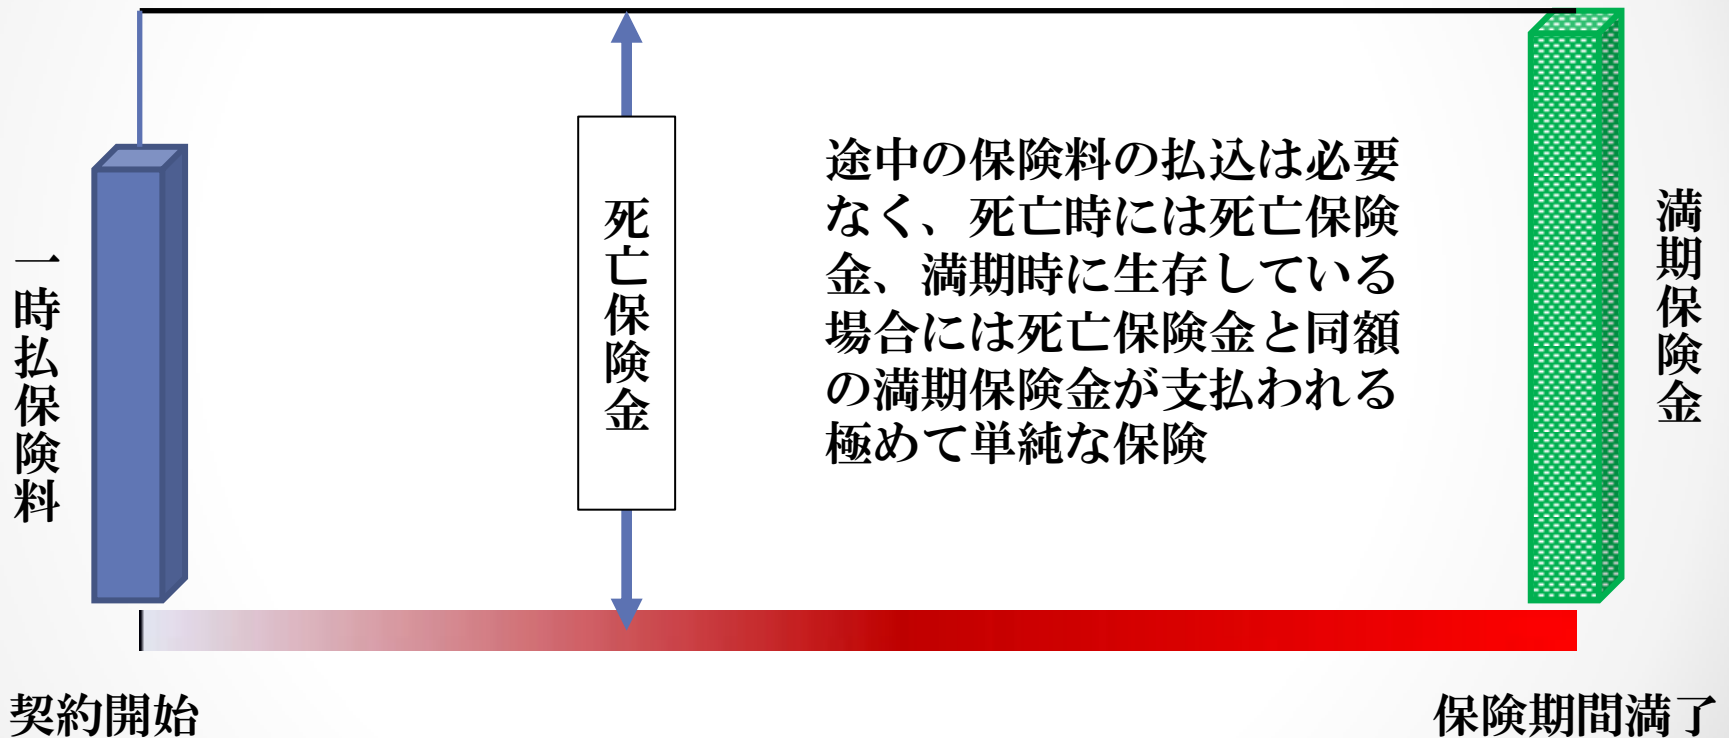 一時払保険料
死亡保険金
途中の保険料の払込は必要
なく、死亡時には死亡保険
金、満期時に生存している
場合には死亡保険金と同額
の満期保険金が支払われる
極めて単純な保険
満期保険金
契約開始
保険期間満了